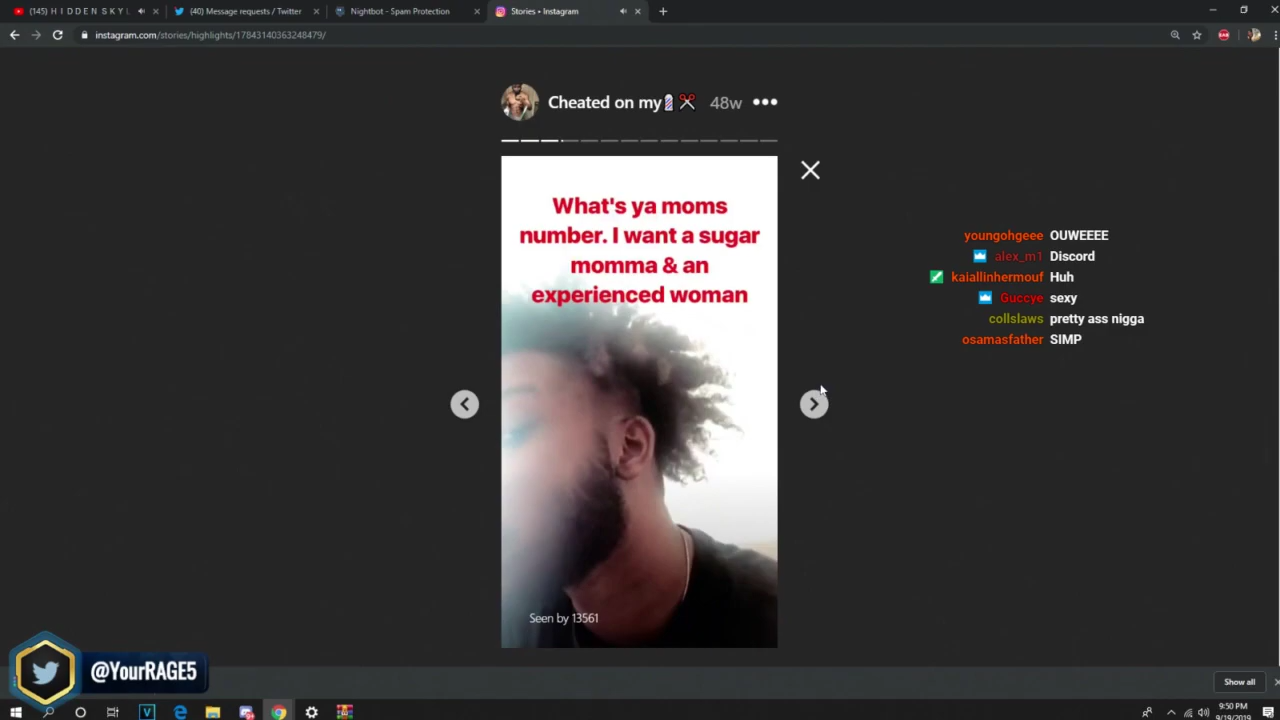 (145) H I D D E N S K Y L
(40) Message requests / Twitter
Nightbot - Spam Protection
Stories • Instagram
instagram.com/stories/highlights/17843140363248479/
Cheated on my💈✂ 48w •••
What's ya moms
number. I want a sugar
momma & an
experienced woman
Seen by 13561
youngohgeee OUWEEEE
alex_m1 Discord
kaiallinhermouf Huh
Guccye sexy
collslaws pretty ass nigga
osamasfather SIMP
@YourRAGE5
Show all
9:50 PM
9/19/2019